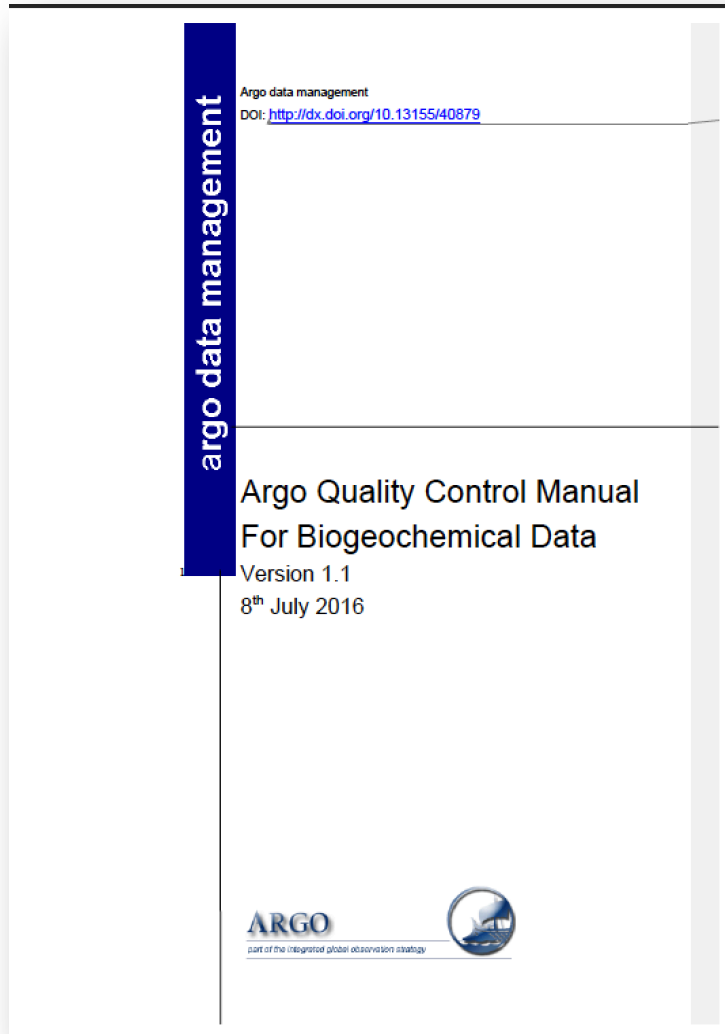 argo data management
Argo data management
DOI: http://dx.doi.org/10.13155/40879
Argo Quality Control Manual
For Biogeochemical Data
Version 1.1
8th July 2016
ARGO
part of the integrated global observation strategy